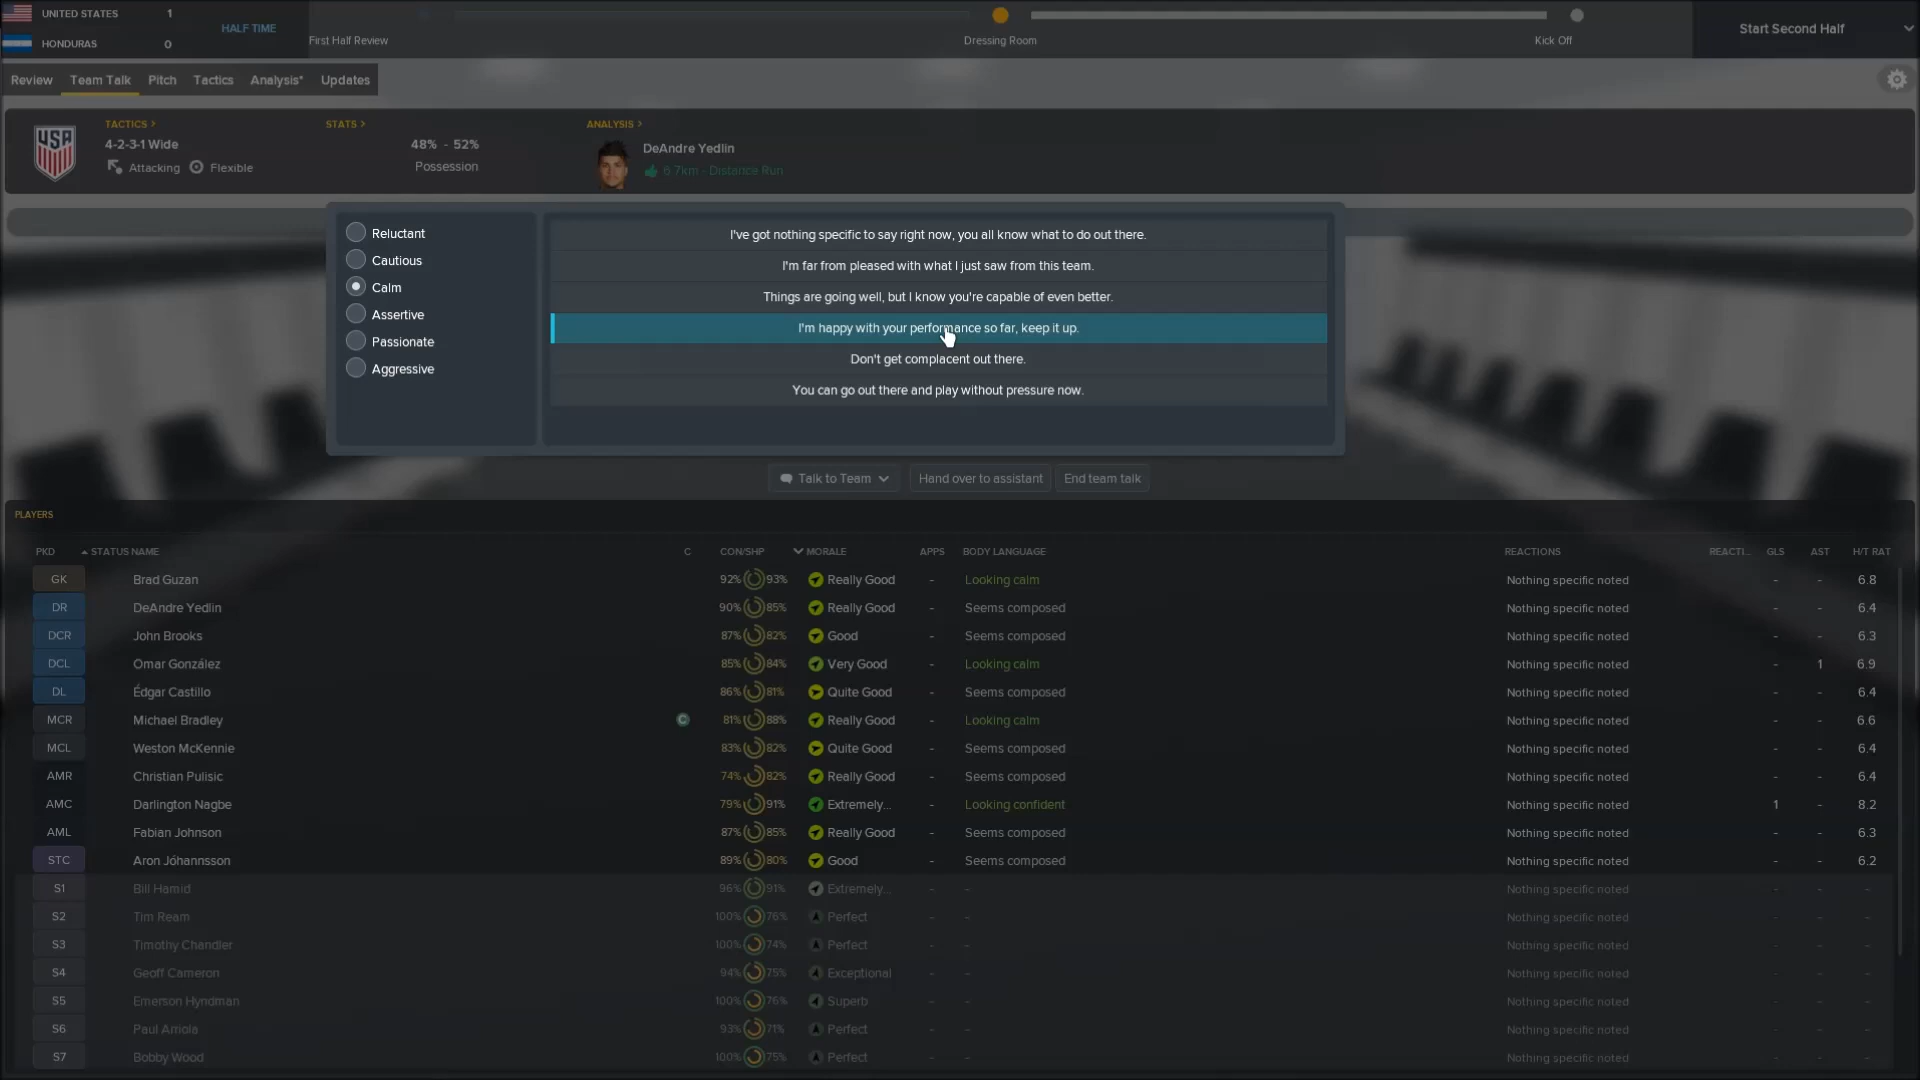 UNITED STATES 1
HONDURAS 0
HALF TIME
First Half Review
Dressing Room
Kick Off
Start Second Half
Review Team Talk Pitch Tactics Analysis* Updates
USA
TACTICS >
4-2-3-1 Wide
Attacking Flexible
STATS >
48% - 52%
Possession
ANALYSIS >
DeAndre Yedlin
6.7km - Distance Run
Reluctant
Cautious
Calm
Assertive
Passionate
Aggressive
I've got nothing specific to say right now, you all know what to do out there.
I'm far from pleased with what I just saw from this team.
Things are going well, but I know you're capable of even better.
I'm happy with your performance so far, keep it up.
Don't get complacent out there.
You can go out there and play without pressure now.
Talk to Team Hand over to assistant End team talk
PLAYERS
PKD STATUS NAME C CON/SHP MORALE APPS BODY LANGUAGE REACTIONS REACTI... GLS AST H/T RAT
GK Brad Guzan 92% 93% Really Good - Looking calm Nothing specific noted - - 6.8
DR DeAndre Yedlin 90% 85% Really Good - Seems composed Nothing specific noted - - 6.4
DCR John Brooks 87% 82% Good - Seems composed Nothing specific noted - - 6.3
DCL Omar González 85% 84% Very Good - Looking calm Nothing specific noted - 1 6.9
DL Édgar Castillo 86% 81% Quite Good - Seems composed Nothing specific noted - - 6.4
MCR Michael Bradley C 81% 88% Really Good - Looking calm Nothing specific noted - - 6.6
MCL Weston McKennie 83% 82% Quite Good - Seems composed Nothing specific noted - - 6.4
AMR Christian Pulisic 74% 82% Really Good - Seems composed Nothing specific noted - - 6.4
AMC Darlington Nagbe 79% 91% Extremely... - Looking confident Nothing specific noted 1 - 8.2
AML Fabian Johnson 87% 85% Really Good - Seems composed Nothing specific noted - - 6.3
STC Aron Jóhannsson 89% 80% Good - Seems composed Nothing specific noted - - 6.2
S1 Bill Hamid 96% 91% Extremely... - - Nothing specific noted - - -
S2 Tim Ream 100% 76% Perfect - - Nothing specific noted - - -
S3 Timothy Chandler 100% 74% Perfect - - Nothing specific noted - - -
S4 Geoff Cameron 94% 75% Exceptional - - Nothing specific noted - - -
S5 Emerson Hyndman 100% 76% Superb - - Nothing specific noted - - -
S6 Paul Arriola 93% 71% Perfect - - Nothing specific noted - - -
S7 Bobby Wood 100% 75% Perfect - - Nothing specific noted - - -